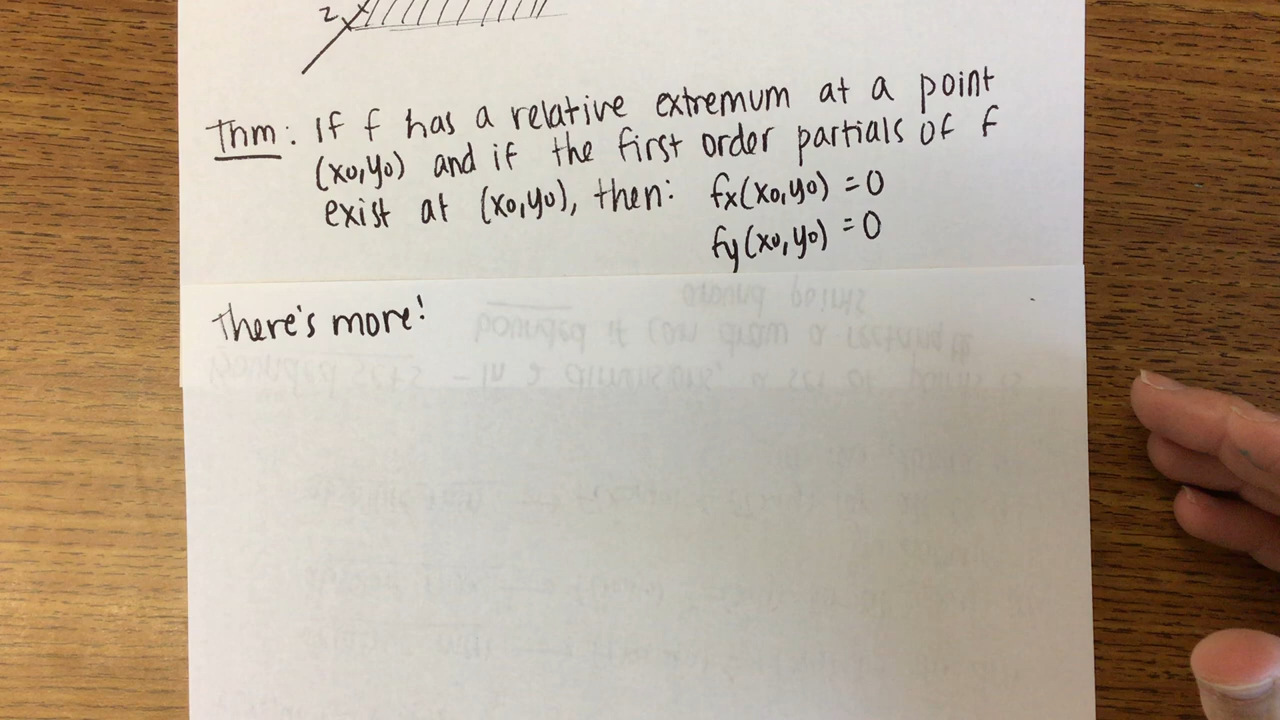 2
Thm: If f has a relative extremum at a point
(x0,y0) and if the first order partials of f
exist at (x0,y0), then: fx(x0,y0) = 0
fy(x0,y0) = 0
There's more!